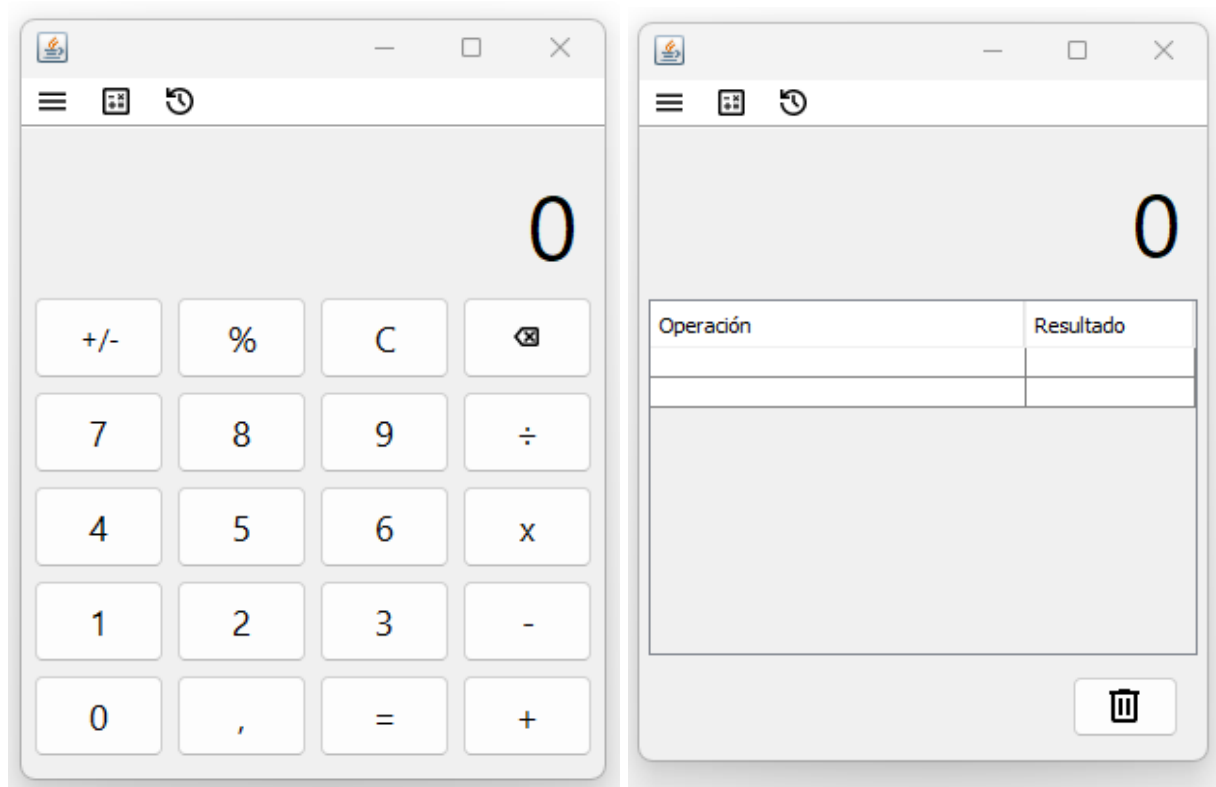 0
+/- % C
7 8 9 ÷
4 5 6 x
1 2 3 -
0 , = +
0
Operación Resultado